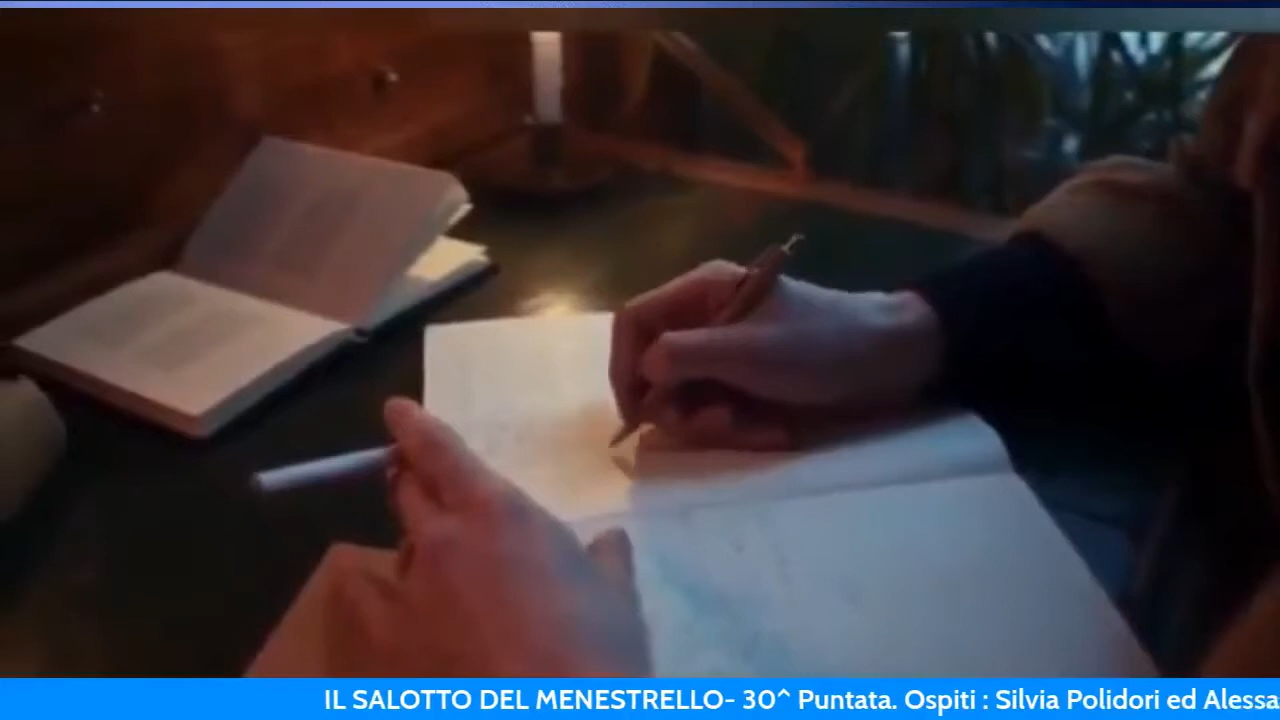 IL SALOTTO DEL MENESTRELLO- 30^ Puntata. Ospiti : Silvia Polidori ed Alessa